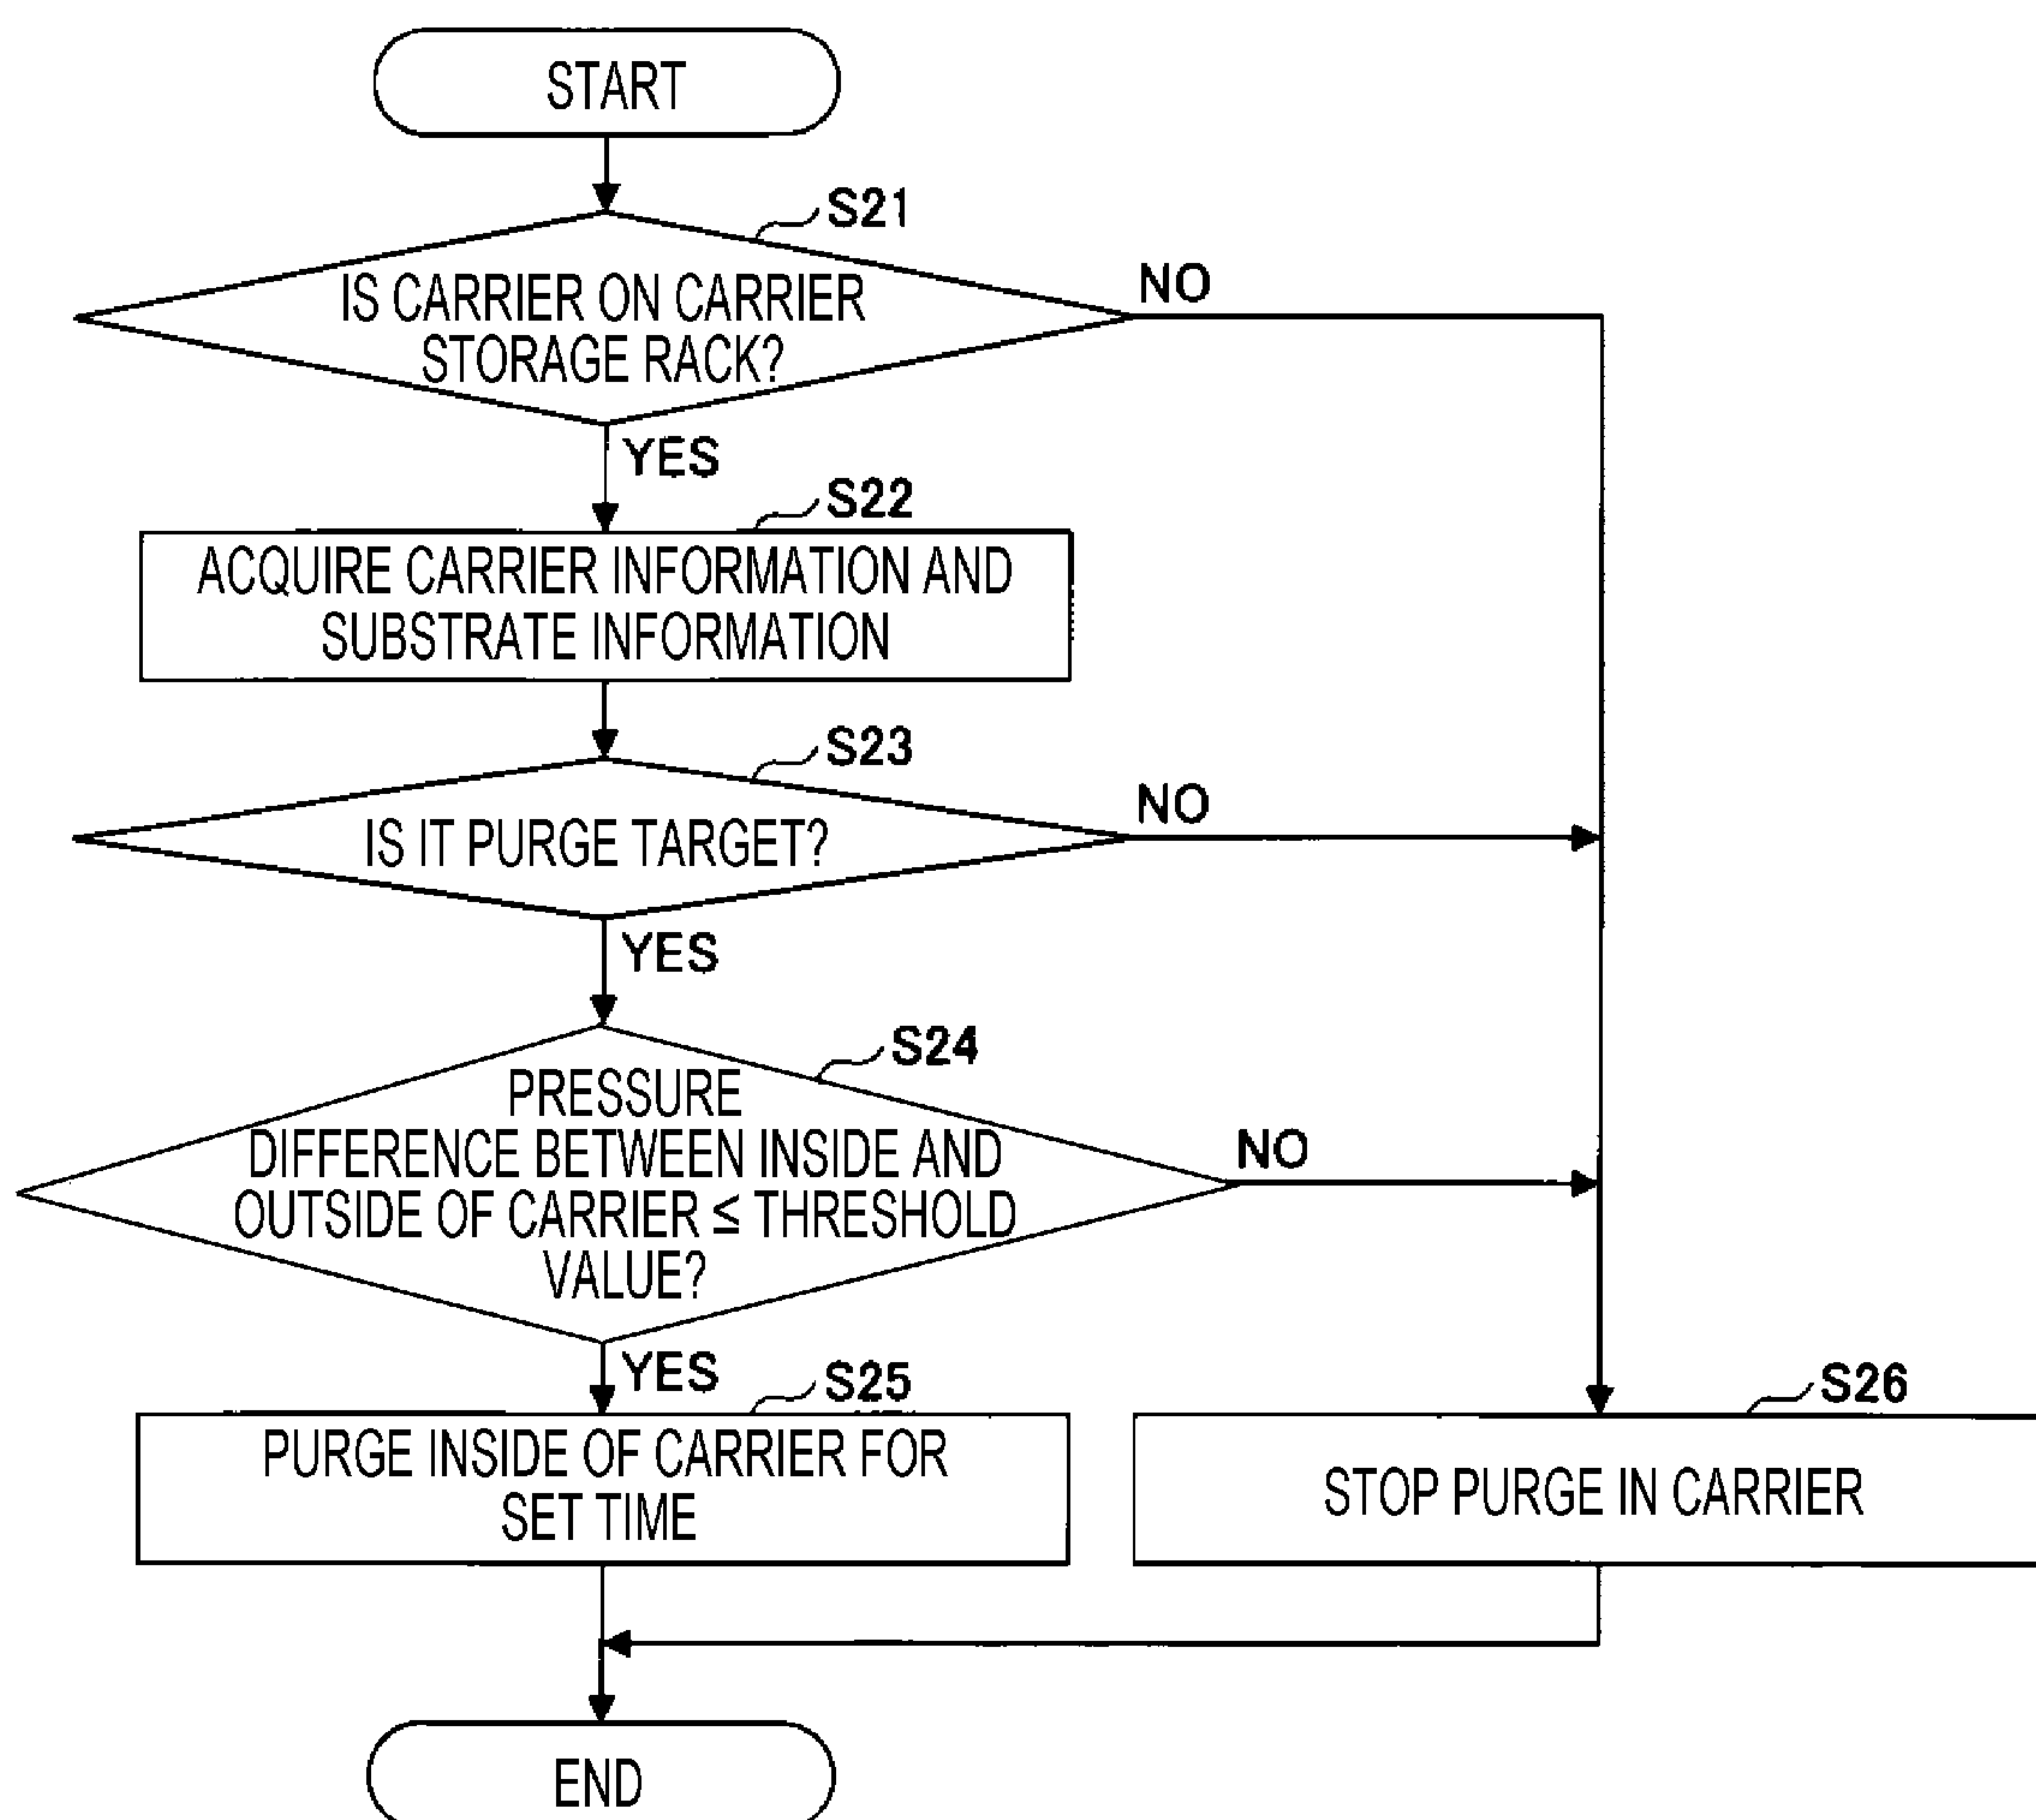 START
S21
IS CARRIER ON CARRIER
STORAGE RACK?
NO
YES
S22
ACQUIRE CARRIER INFORMATION AND
SUBSTRATE INFORMATION
S23
IS IT PURGE TARGET?
NO
YES
S24
PRESSURE
DIFFERENCE BETWEEN INSIDE AND
OUTSIDE OF CARRIER ≤ THRESHOLD
VALUE?
NO
YES
S25
PURGE INSIDE OF CARRIER FOR
SET TIME
S26
STOP PURGE IN CARRIER
END